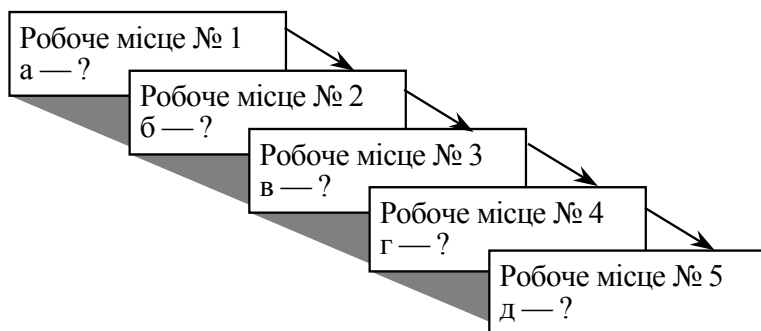 Робоче місце № 1
а — ?
Робоче місце № 2
б — ?
Робоче місце № 3
в — ?
Робоче місце № 4
г — ?
Робоче місце № 5
д — ?